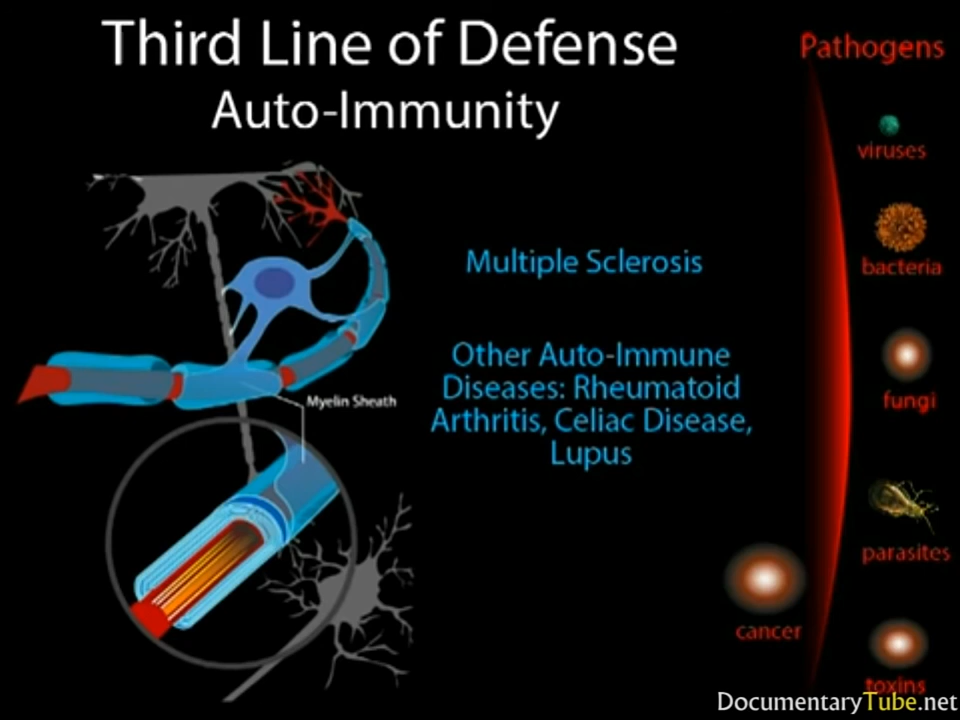 Third Line of Defense
Auto-Immunity
Pathogens
viruses
bacteria
fungi
parasites
toxins
cancer
Multiple Sclerosis
Other Auto-Immune
Diseases: Rheumatoid
Arthritis, Celiac Disease,
Lupus
Myelin Sheath
DocumentaryTube.net